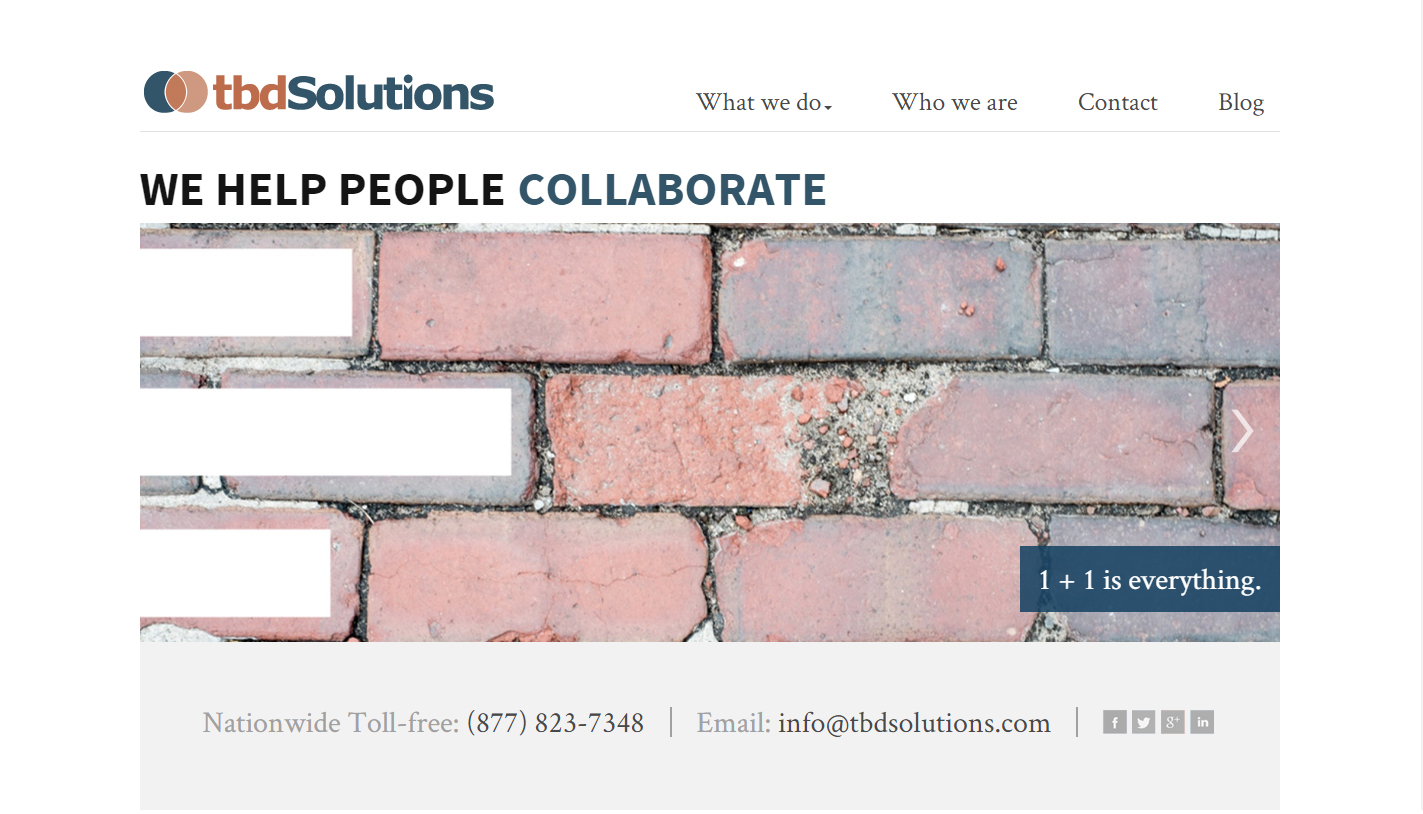 tbdSolutions
What we do Who we are Contact Blog
WE HELP PEOPLE COLLABORATE
1 + 1 is everything.
Nationwide Toll-free: (877) 823-7348 | Email: info@tbdsolutions.com |
f g+ in